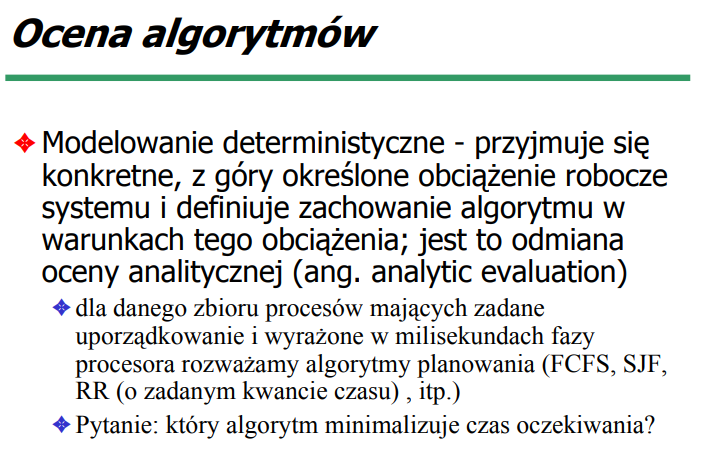 Ocena algorytmów
Modelowanie deterministyczne - przyjmuje się
konkretne, z góry określone obciążenie robocze
systemu i definiuje zachowanie algorytmu w
warunkach tego obciążenia; jest to odmiana
oceny analitycznej (ang. analytic evaluation)
dla danego zbioru procesów mających zadane
uporządkowanie i wyrażone w milisekundach fazy
procesora rozważamy algorytmy planowania (FCFS, SJF,
RR (o zadanym kwancie czasu) , itp.)
Pytanie: który algorytm minimalizuje czas oczekiwania?